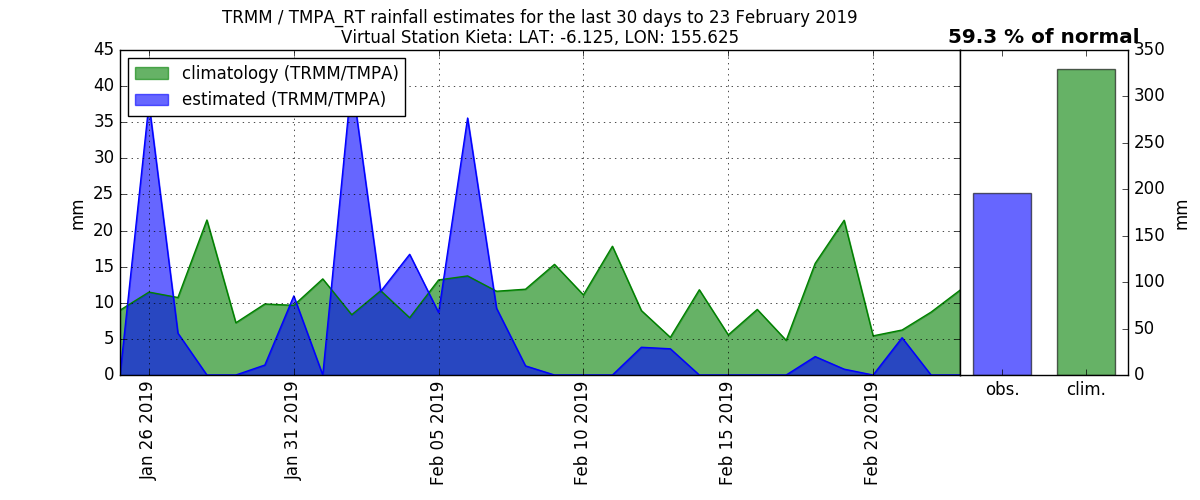 TRMM / TMPA_RT rainfall estimates for the last 30 days to 23 February 2019
Virtual Station Kieta: LAT: -6.125, LON: 155.625
59.3 % of normal
climatology (TRMM/TMPA)
estimated (TRMM/TMPA)
45
40
35
30
25
20
15
10
5
0
mm
Jan 26 2019
Jan 31 2019
Feb 05 2019
Feb 10 2019
Feb 15 2019
Feb 20 2019
obs.
clim.
350
300
250
200
150
100
50
0
mm